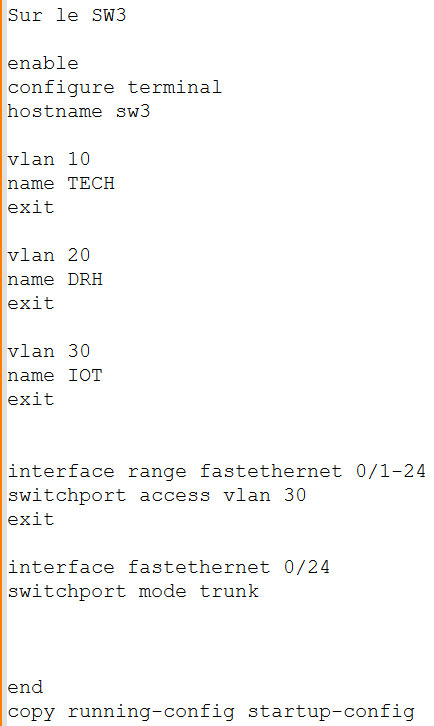 Sur le SW3
enable
configure terminal
hostname sw3
vlan 10
name TECH
exit
vlan 20
name DRH
exit
vlan 30
name IOT
exit
interface range fastethernet 0/1-24
switchport access vlan 30
exit
interface fastethernet 0/24
switchport mode trunk
end
copy running-config startup-config